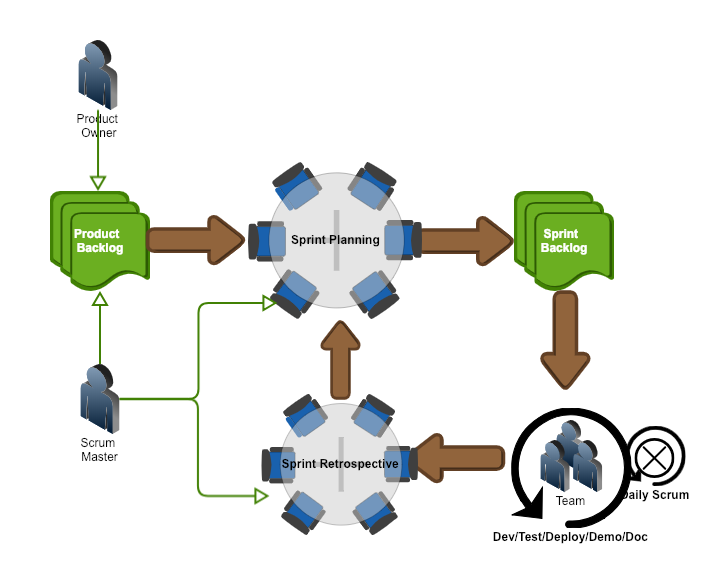 Product
Owner
Product
Backlog
Sprint Planning
Sprint
Backlog
Scrum
Master
Sprint Retrospective
Team
Daily Scrum
Dev/Test/Deploy/Demo/Doc